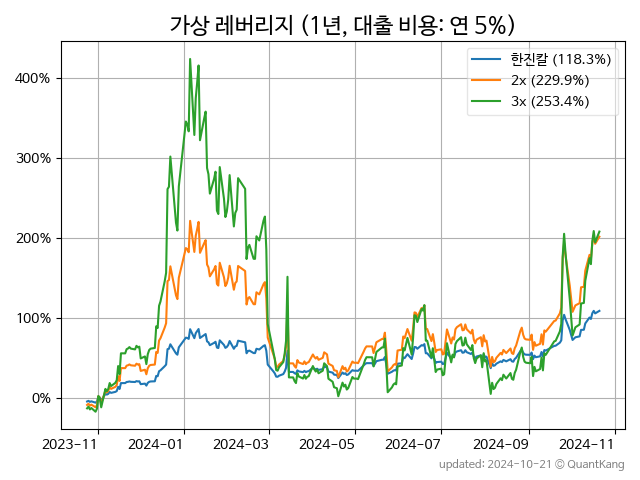 가상 레버리지 (1년, 대출 비용: 연 5%)
한진칼 (118.3%)
2x (229.9%)
3x (253.4%)
400%
300%
200%
100%
0%
2023-11 2024-01 2024-03 2024-05 2024-07 2024-09 2024-11
updated: 2024-10-21 © QuantKang